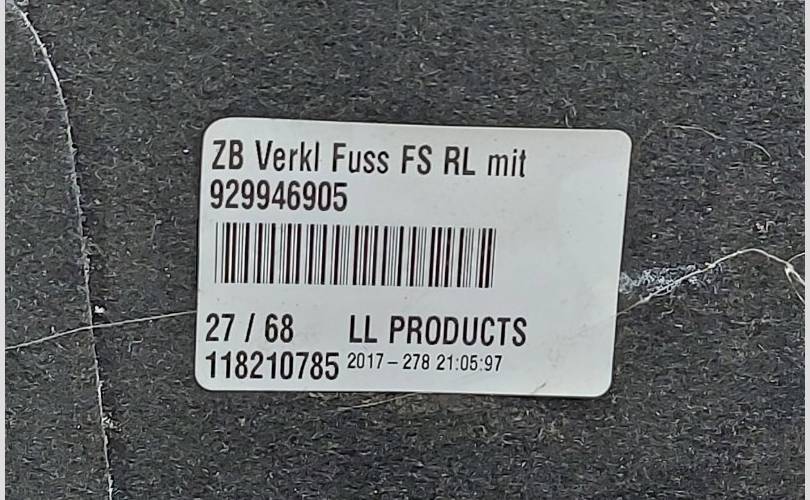 ZB Verkl Fuss FS RL mit
929946905
27 / 68 LL PRODUCTS
118210785 2017 – 278 21:05:97